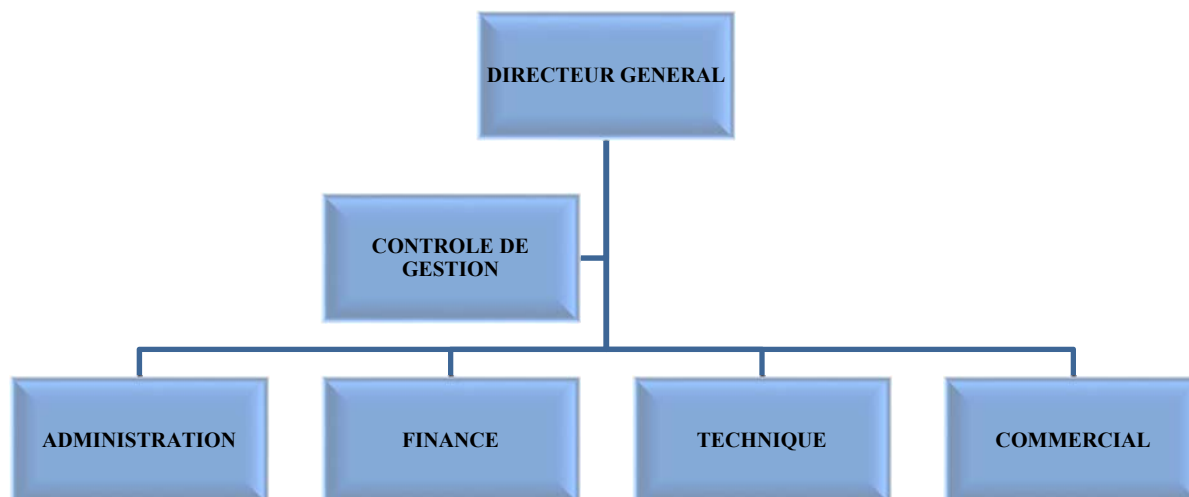 DIRECTEUR GENERAL
CONTROLE DE
GESTION
ADMINISTRATION
FINANCE
TECHNIQUE
COMMERCIAL